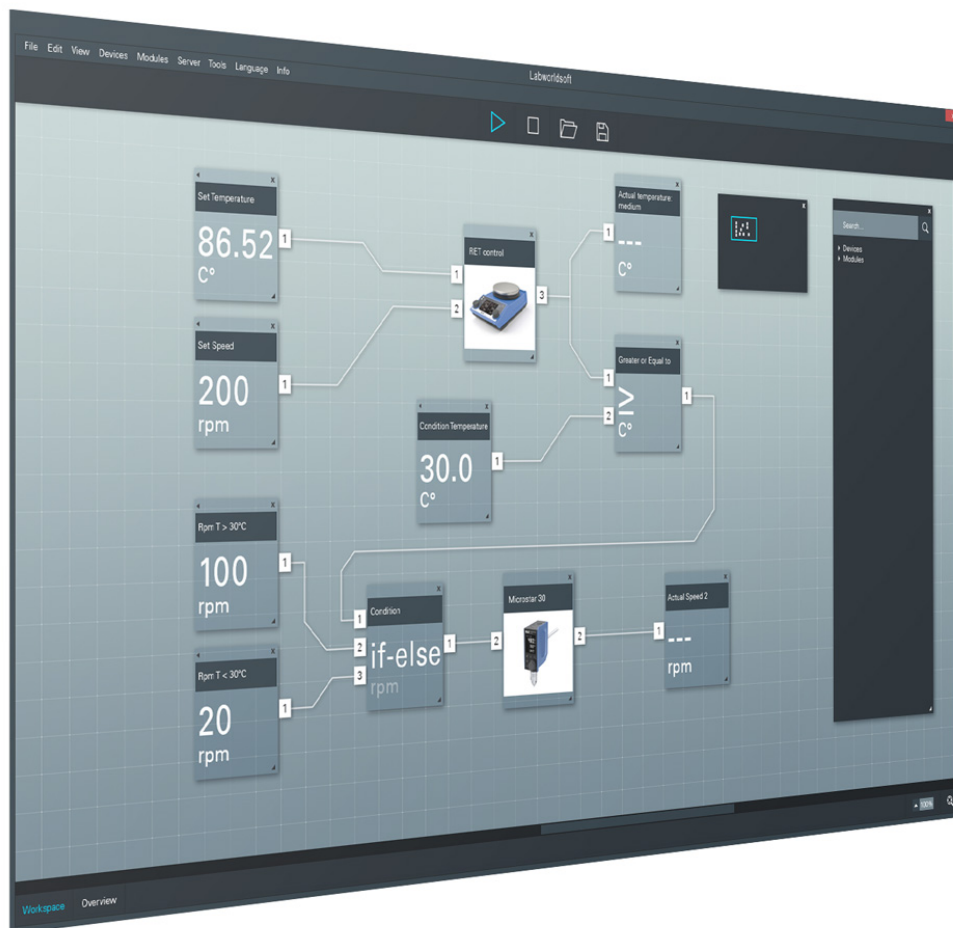 Labworldsoft
File Edit View Devices Modules Server Tools Language Info
Set Temperature
86.52
C°
1
Set Speed
200
rpm
1
RET control
1
2
3
Actual temperature
medium
1
---
C°
Greater or Equal to
1
2
≥
C°
1
Condition Temperature
30.0
C°
1
Search...
Devices
Modules
Rpm T > 30°C
100
rpm
1
Rpm T < 30°C
20
rpm
1
Condition
1
2
3
if-else
rpm
1
Microstar 30
2
2
Actual Speed 2
1
---
rpm
100%
Workspace Overview